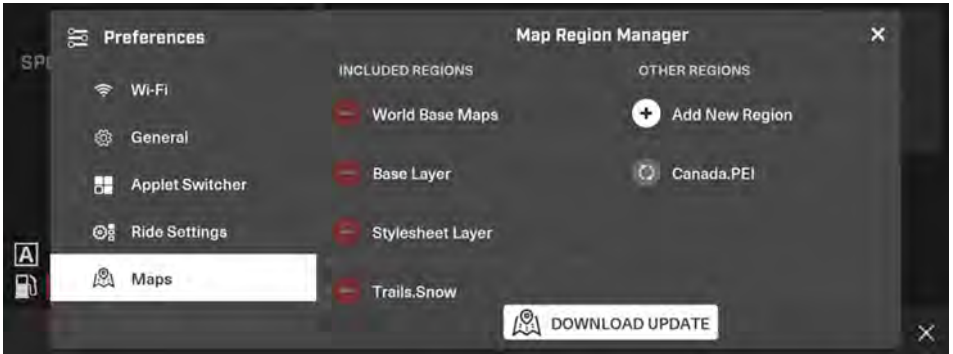 Preferences
Wi-Fi
General
Applet Switcher
Ride Settings
Maps
SP
A
Map Region Manager
INCLUDED REGIONS
World Base Maps
Base Layer
Stylesheet Layer
Trails.Snow
OTHER REGIONS
Add New Region
Canada.PEI
DOWNLOAD UPDATE